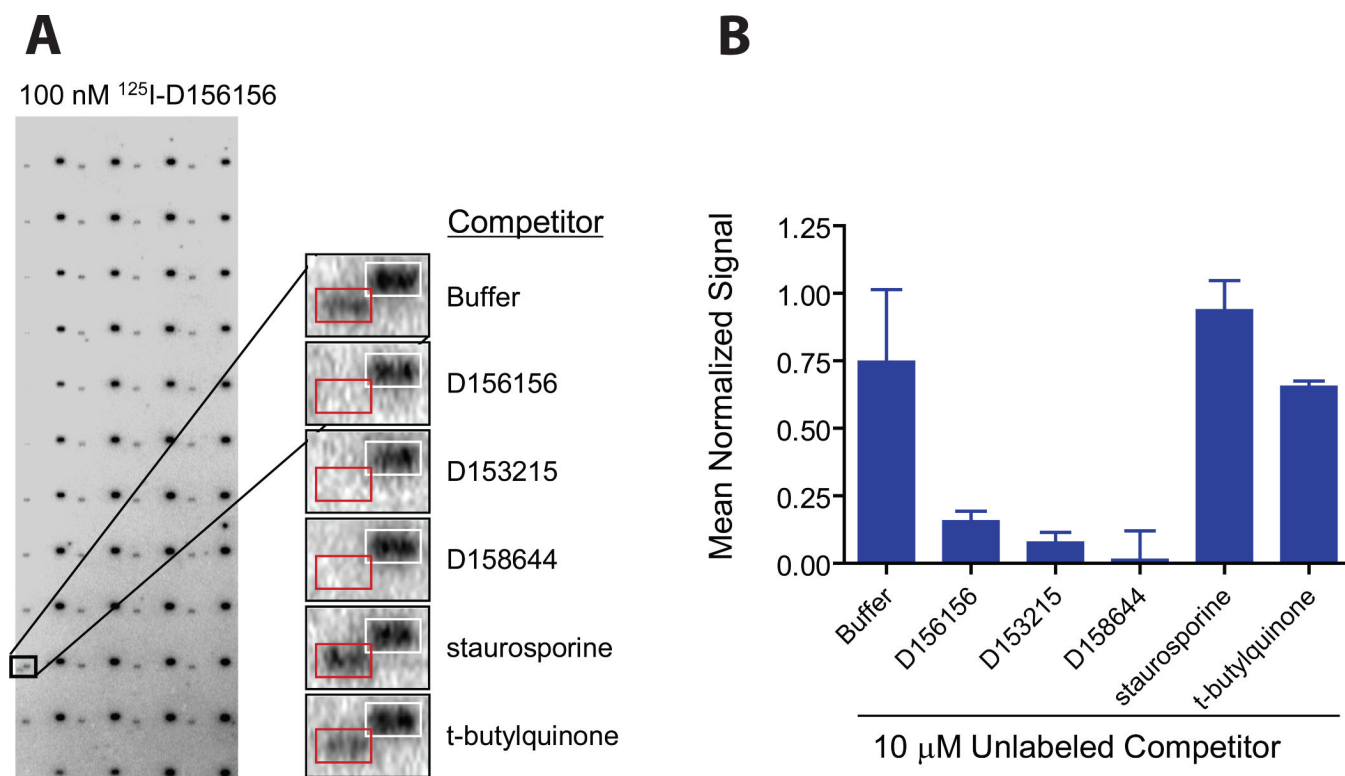 A
100 nM ¹²⁵I-D156156
Competitor
Buffer
D156156
D153215
D158644
staurosporine
t-butylquinone
B
Mean Normalized Signal
1.25
1.00
0.75
0.50
0.25
0.00
Buffer
D156156
D153215
D158644
staurosporine
t-butylquinone
10 μM Unlabeled Competitor